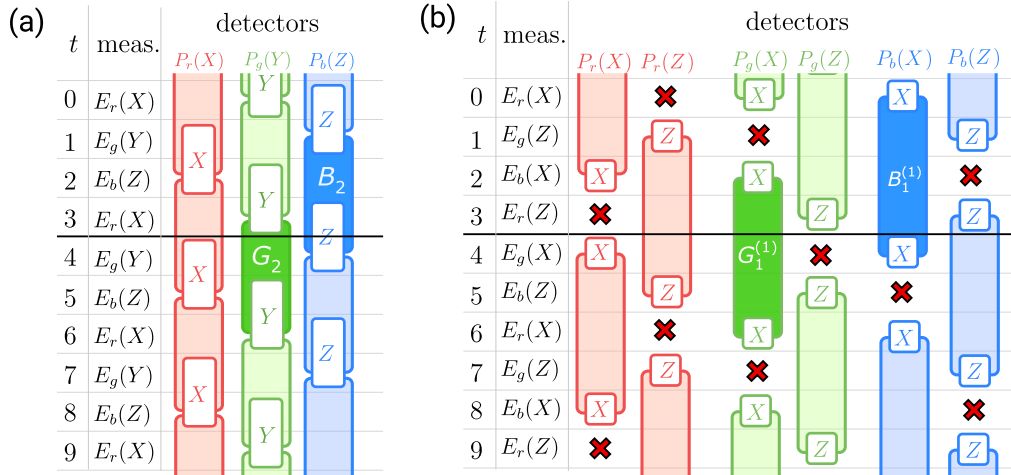 (a)
detectors
t meas. P_r(X) P_g(Y) P_b(Z)
Y
0 E_r(X) Z
1 E_g(Y) X
2 E_b(Z) Y B_2
3 E_r(X) Z
4 E_g(Y) X G_2
5 E_b(Z) Y
6 E_r(X) Z
7 E_g(Y) X
8 E_b(Z) Y
9 E_r(X)
(b)
detectors
t meas. P_r(X) P_r(Z) P_g(X) P_g(Z) P_b(X) P_b(Z)
0 E_r(X) X X
1 E_g(Z) Z Z
2 E_b(X) X X B_1^{(1)}
3 E_r(Z) Z Z
4 E_g(X) X G_1^{(1)} X
5 E_b(Z) Z Z
6 E_r(X) X X
7 E_g(Z) Z Z
8 E_b(X) X X
9 E_r(Z) Z Z